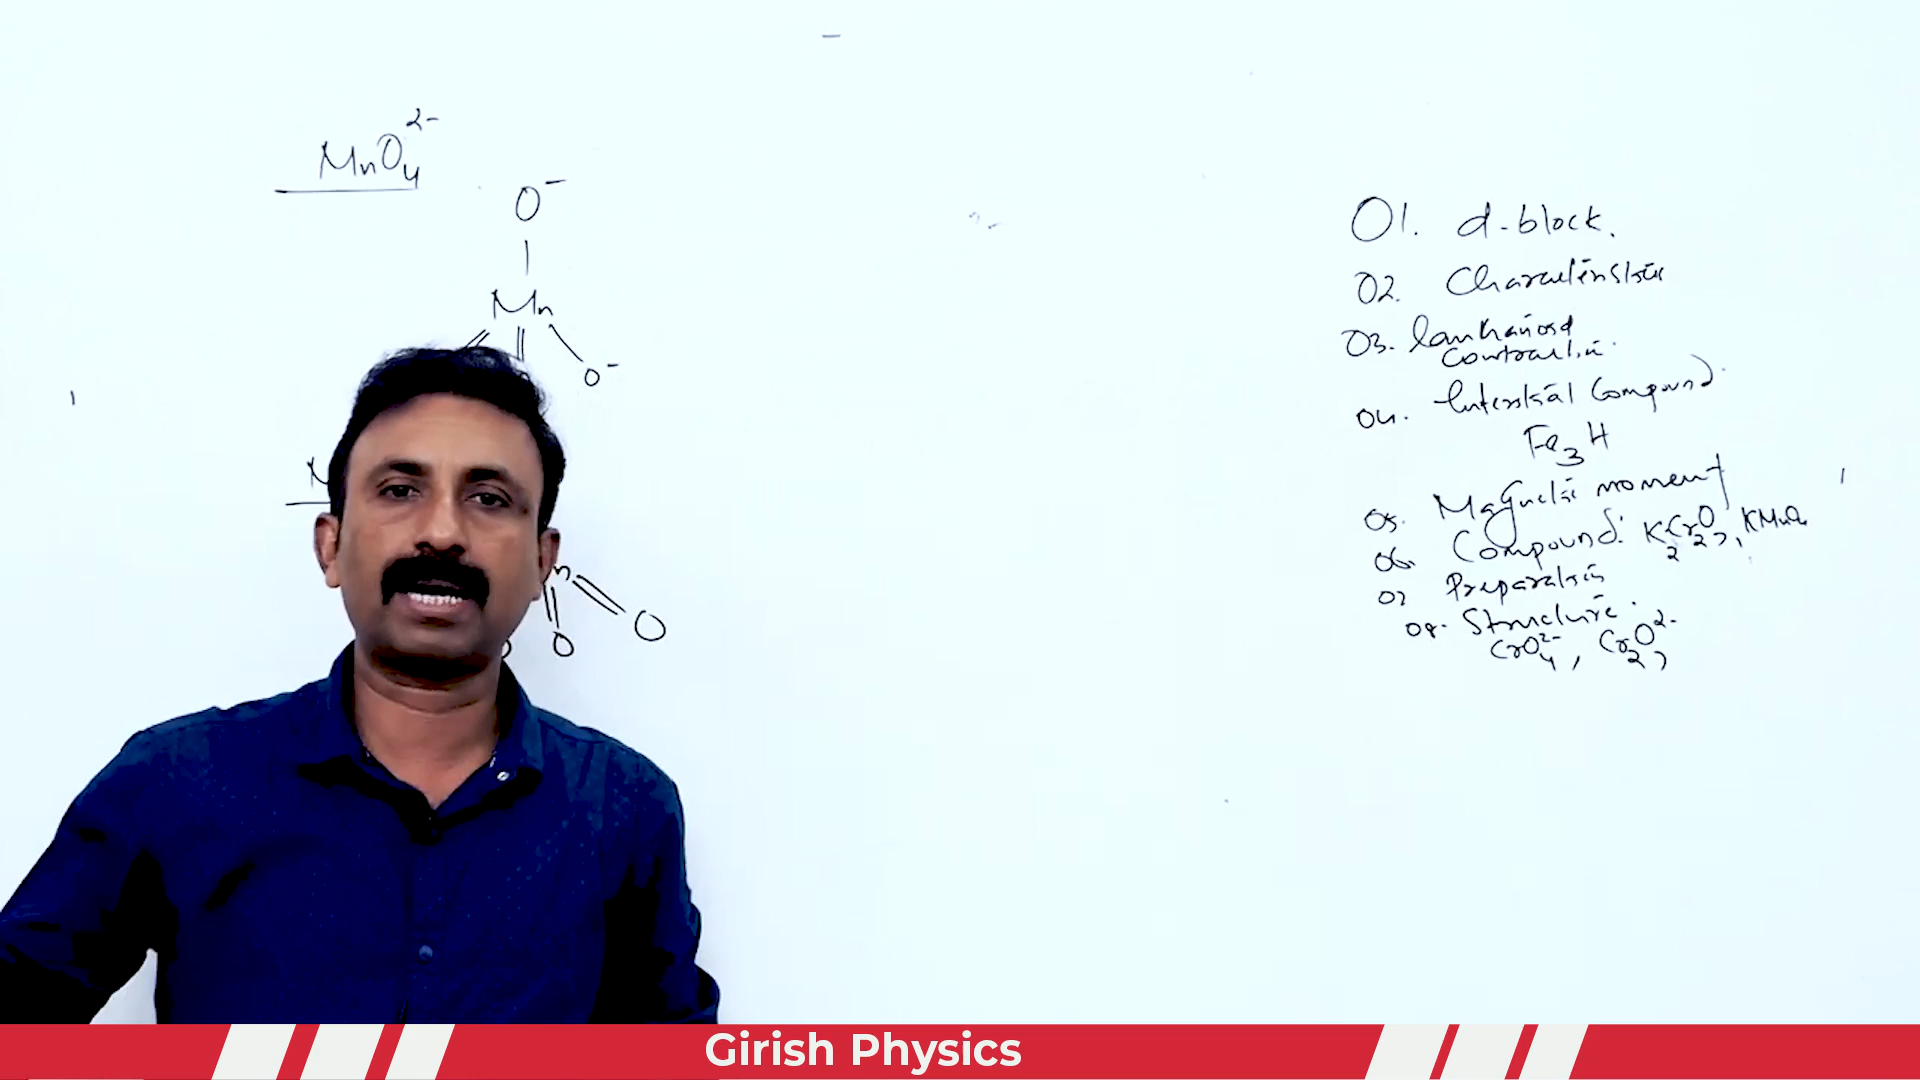 MnO4 2-
O-
Mn
O-
n
O
O
01. d-block.
02. Characteristics
03. Lanthanoid
Contraction.
04. Interstitial Compound.
Fe3H
05. Magnetic moment
06. Compound: K2Cr2O7, KMnO4
07 Preparation
08. Structure.
CrO4 2-, Cr2O7 2-
Girish Physics